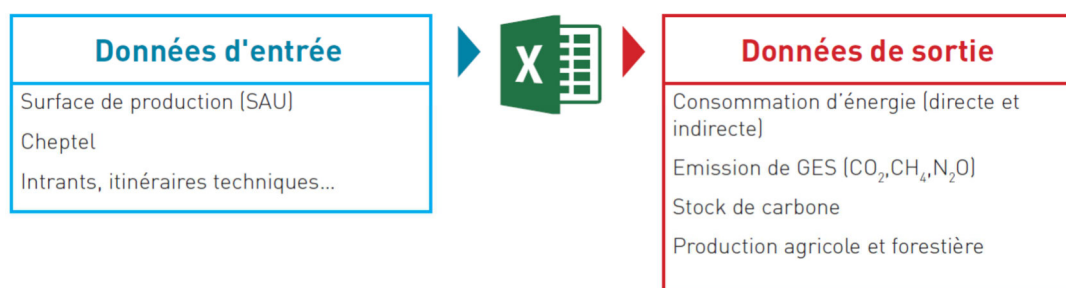 Données d'entrée
Surface de production (SAU)
Cheptel
Intrants, itinéraires techniques...
X
Données de sortie
Consommation d'énergie (directe et
indirecte)
Emission de GES (CO₂,CH₄,N₂O)
Stock de carbone
Production agricole et forestière